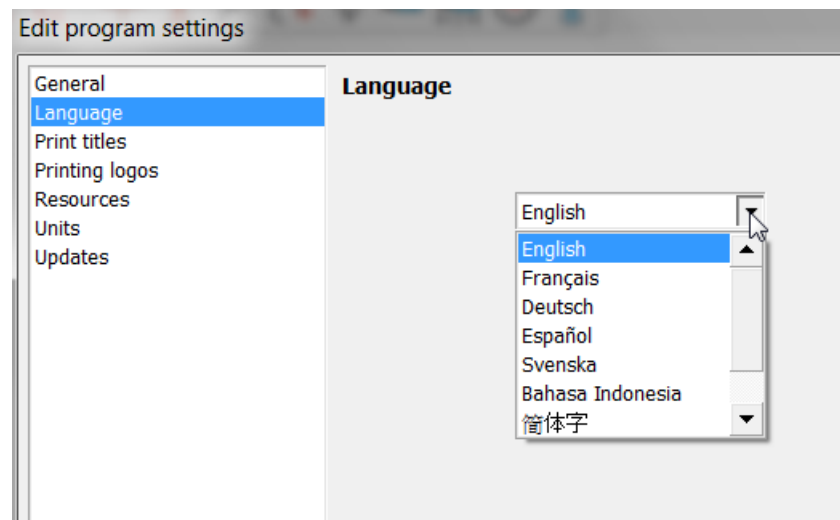 Edit program settings
General
Language
Print titles
Printing logos
Resources
Units
Updates
Language
English
English
Français
Deutsch
Español
Svenska
Bahasa Indonesia
简体字